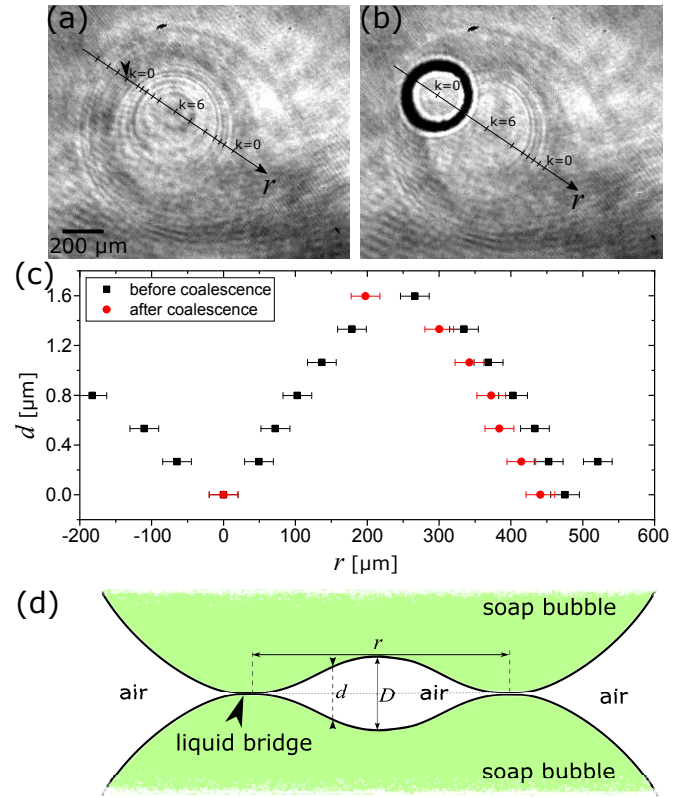 (a)
k=0
k=6
k=0
r
200 μm
(b)
k=0
k=6
k=0
r
(c)
before coalescence
after coalescence
d [μm]
1.6
1.2
0.8
0.4
0.0
-200 -100 0 100 200 300 400 500 600
r [μm]
(d)
soap bubble
r
air
d
D
air
air
liquid bridge
soap bubble